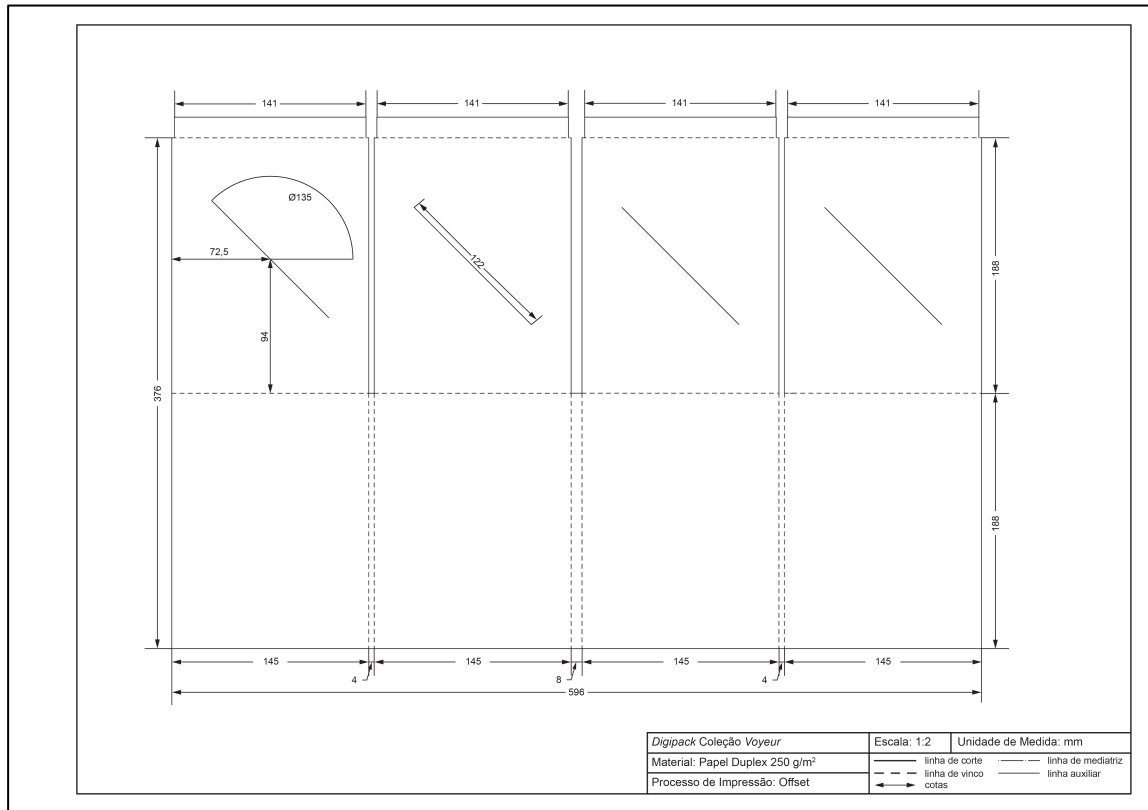 141 141 141 141
Ø135
72,5
122
188
94
376
188
145 145 145 145
4 8 4
596
Digipack Coleção Voyeur
Escala: 1:2
Unidade de Medida: mm
Material: Papel Duplex 250 g/m²
Processo de Impressão: Offset
linha de corte
linha de mediatriz
linha de vinco
linha auxiliar
cotas